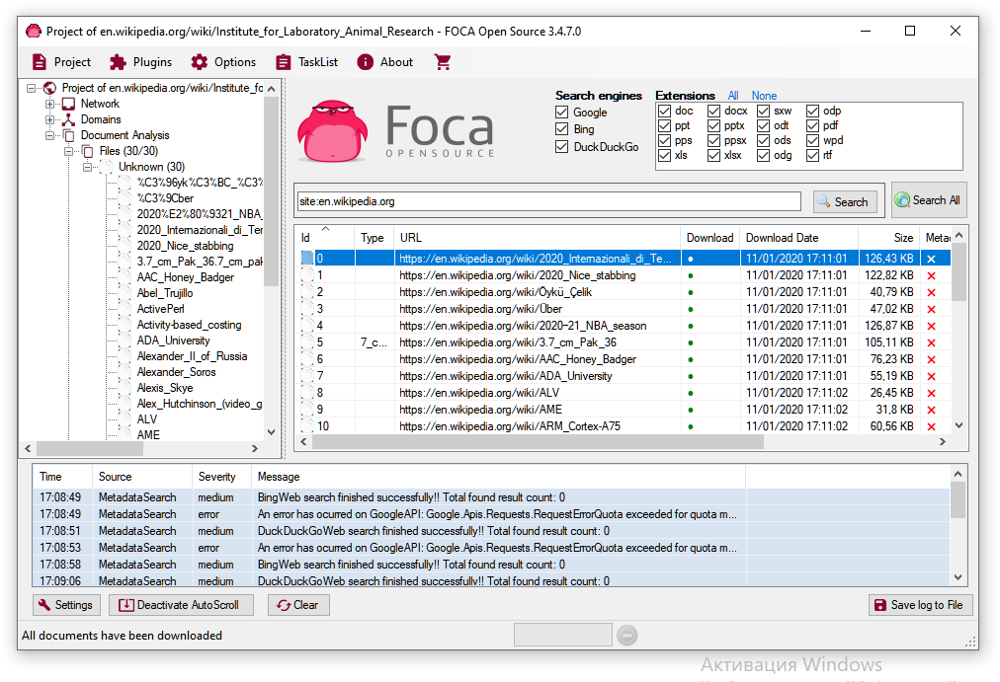 Project of en.wikipedia.org/wiki/Institute_for_Laboratory_Animal_Research - FOCA Open Source 3.4.7.0
Project Plugins Options TaskList About
Project of en.wikipedia.org/wiki/Institute_fo
Network
Domains
Document Analysis
Files (30/30)
Unknown (30)
%C3%96yk%C3%BC_%C3%
%C3%9Cber
2020%E2%80%9321_NBA_
2020_Internazionali_di_Ter
2020_Nice_stabbing
3.7_cm_Pak_36.7_cm_pak
AAC_Honey_Badger
Abel_Trujillo
ActivePerl
Activity-based_costing
ADA_University
Alexander_II_of_Russia
Alexander_Soros
Alexis_Skye
Alex_Hutchinson_(video_g
ALV
AME
Foca
OPENSOURCE
Search engines
Google
Bing
DuckDuckGo
Extensions All None
doc docx sxw odp
ppt pptx odt pdf
pps ppsx ods wpd
xls xlsx odg rtf
site:en.wikipedia.org Search Search All
Id Type URL Download Download Date Size Metad
0 https://en.wikipedia.org/wiki/2020_Internazionali_di_Te... 11/01/2020 17:11:01 126,43 KB
1 https://en.wikipedia.org/wiki/2020_Nice_stabbing 11/01/2020 17:11:01 122,82 KB
2 https://en.wikipedia.org/wiki/Öykü_Çelik 11/01/2020 17:11:01 40,79 KB
3 https://en.wikipedia.org/wiki/Über 11/01/2020 17:11:01 47,02 KB
4 https://en.wikipedia.org/wiki/2020–21_NBA_season 11/01/2020 17:11:01 126,87 KB
5 7_c... https://en.wikipedia.org/wiki/3.7_cm_Pak_36 11/01/2020 17:11:01 105,11 KB
6 https://en.wikipedia.org/wiki/AAC_Honey_Badger 11/01/2020 17:11:01 76,23 KB
7 https://en.wikipedia.org/wiki/ADA_University 11/01/2020 17:11:01 55,19 KB
8 https://en.wikipedia.org/wiki/ALV 11/01/2020 17:11:02 26,45 KB
9 https://en.wikipedia.org/wiki/AME 11/01/2020 17:11:02 31,8 KB
10 https://en.wikipedia.org/wiki/ARM_Cortex-A75 11/01/2020 17:11:02 60,56 KB
Time Source Severity Message
17:08:49 MetadataSearch medium BingWeb search finished successfully!! Total found result count: 0
17:08:49 MetadataSearch error An error has ocurred on GoogleAPI: Google.Apis.Requests.RequestErrorQuota exceeded for quota m...
17:08:51 MetadataSearch medium DuckDuckGoWeb search finished successfully!! Total found result count: 0
17:08:53 MetadataSearch error An error has ocurred on GoogleAPI: Google.Apis.Requests.RequestErrorQuota exceeded for quota m...
17:08:58 MetadataSearch medium BingWeb search finished successfully!! Total found result count: 0
17:09:06 MetadataSearch medium DuckDuckGoWeb search finished successfully!! Total found result count: 0
Settings Deactivate AutoScroll Clear Save log to File
All documents have been downloaded
Активация Windows